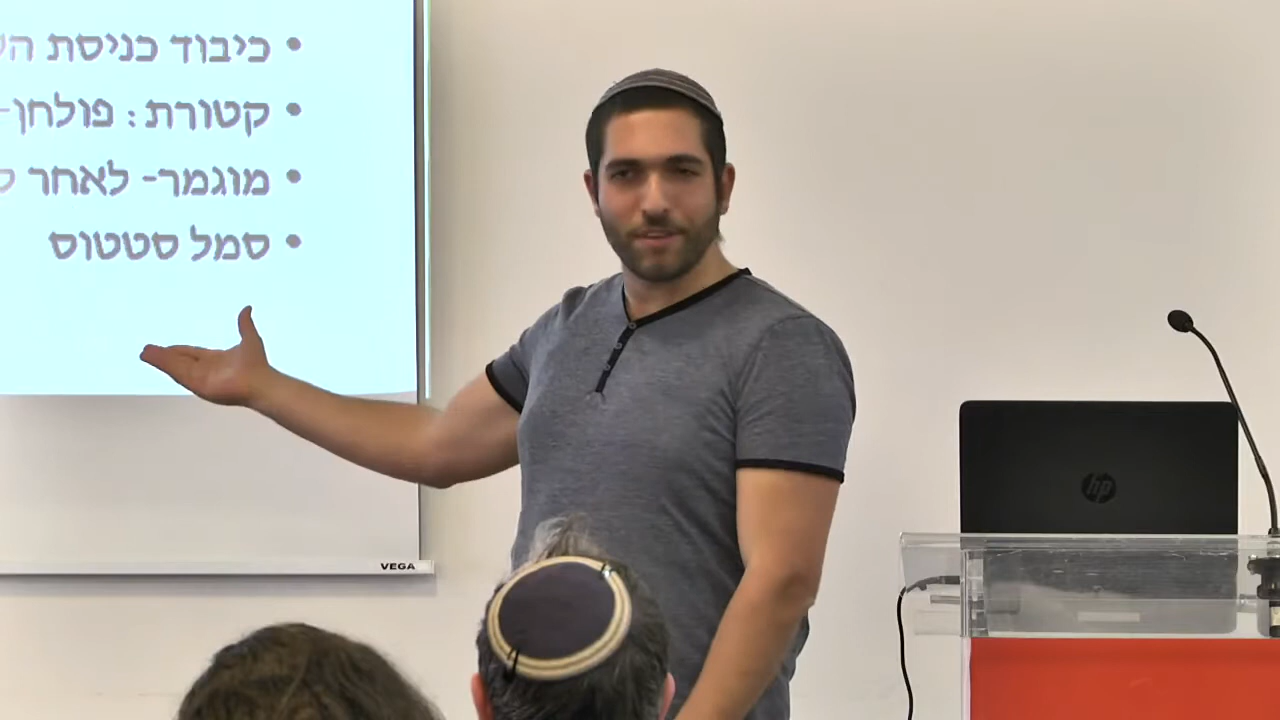 • כיבוד כניסת
• קטורת: פולחן-
• מוגמר- לאחר
• סמל סטטוס
VEGA
hp